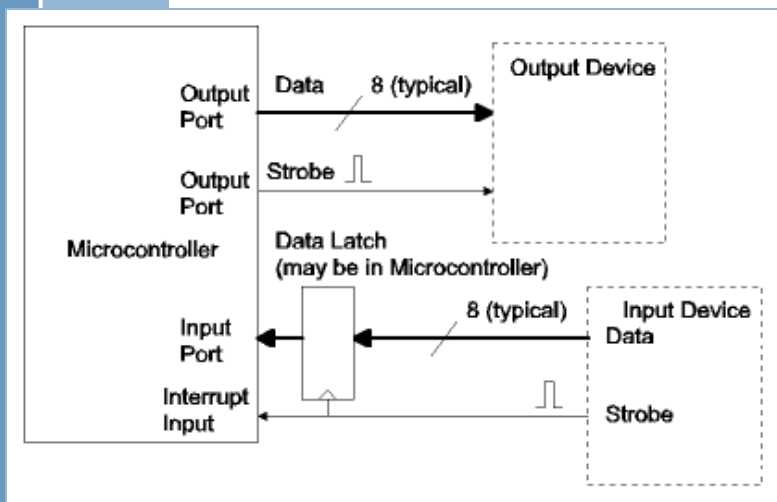 Output Device
Data 8 (typical)
Output
Port
Strobe
Output
Port
Microcontroller
Data Latch
(may be in Microcontroller)
8 (typical)
Input Device
Data
Input
Port
Interrupt
Input
Strobe